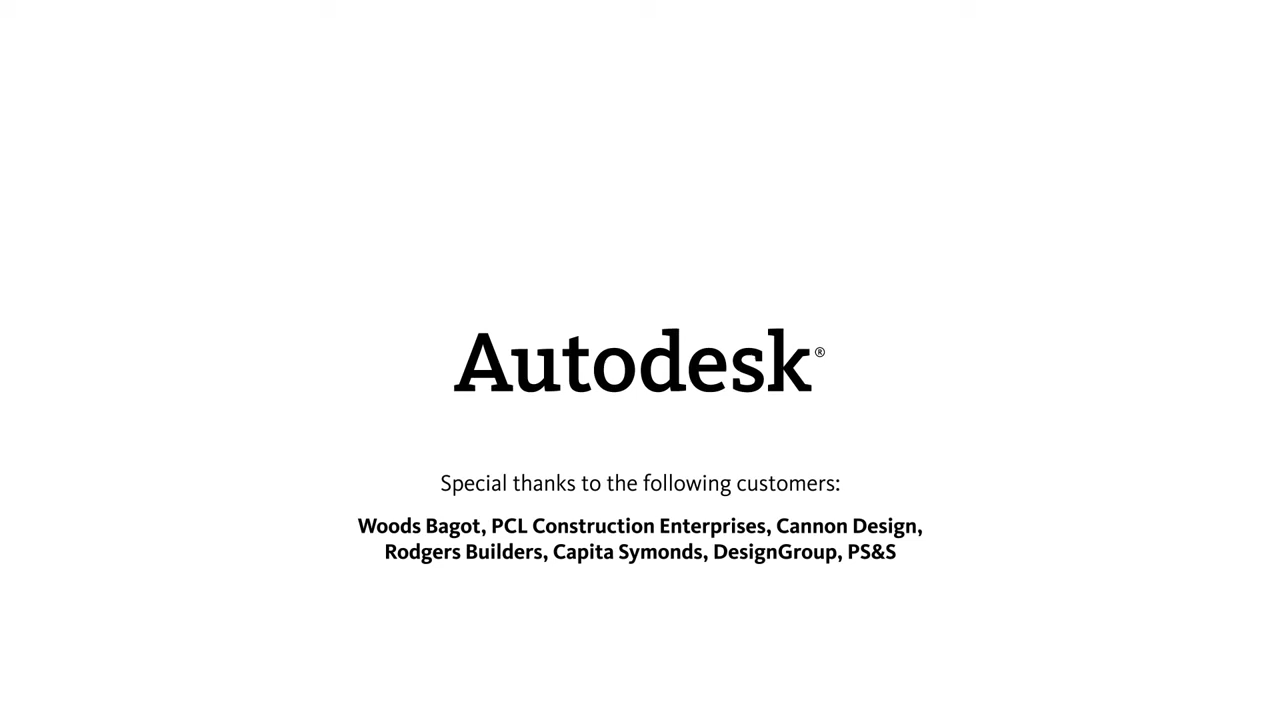 Autodesk®
Special thanks to the following customers:
Woods Bagot, PCL Construction Enterprises, Cannon Design,
Rodgers Builders, Capita Symonds, DesignGroup, PS&S